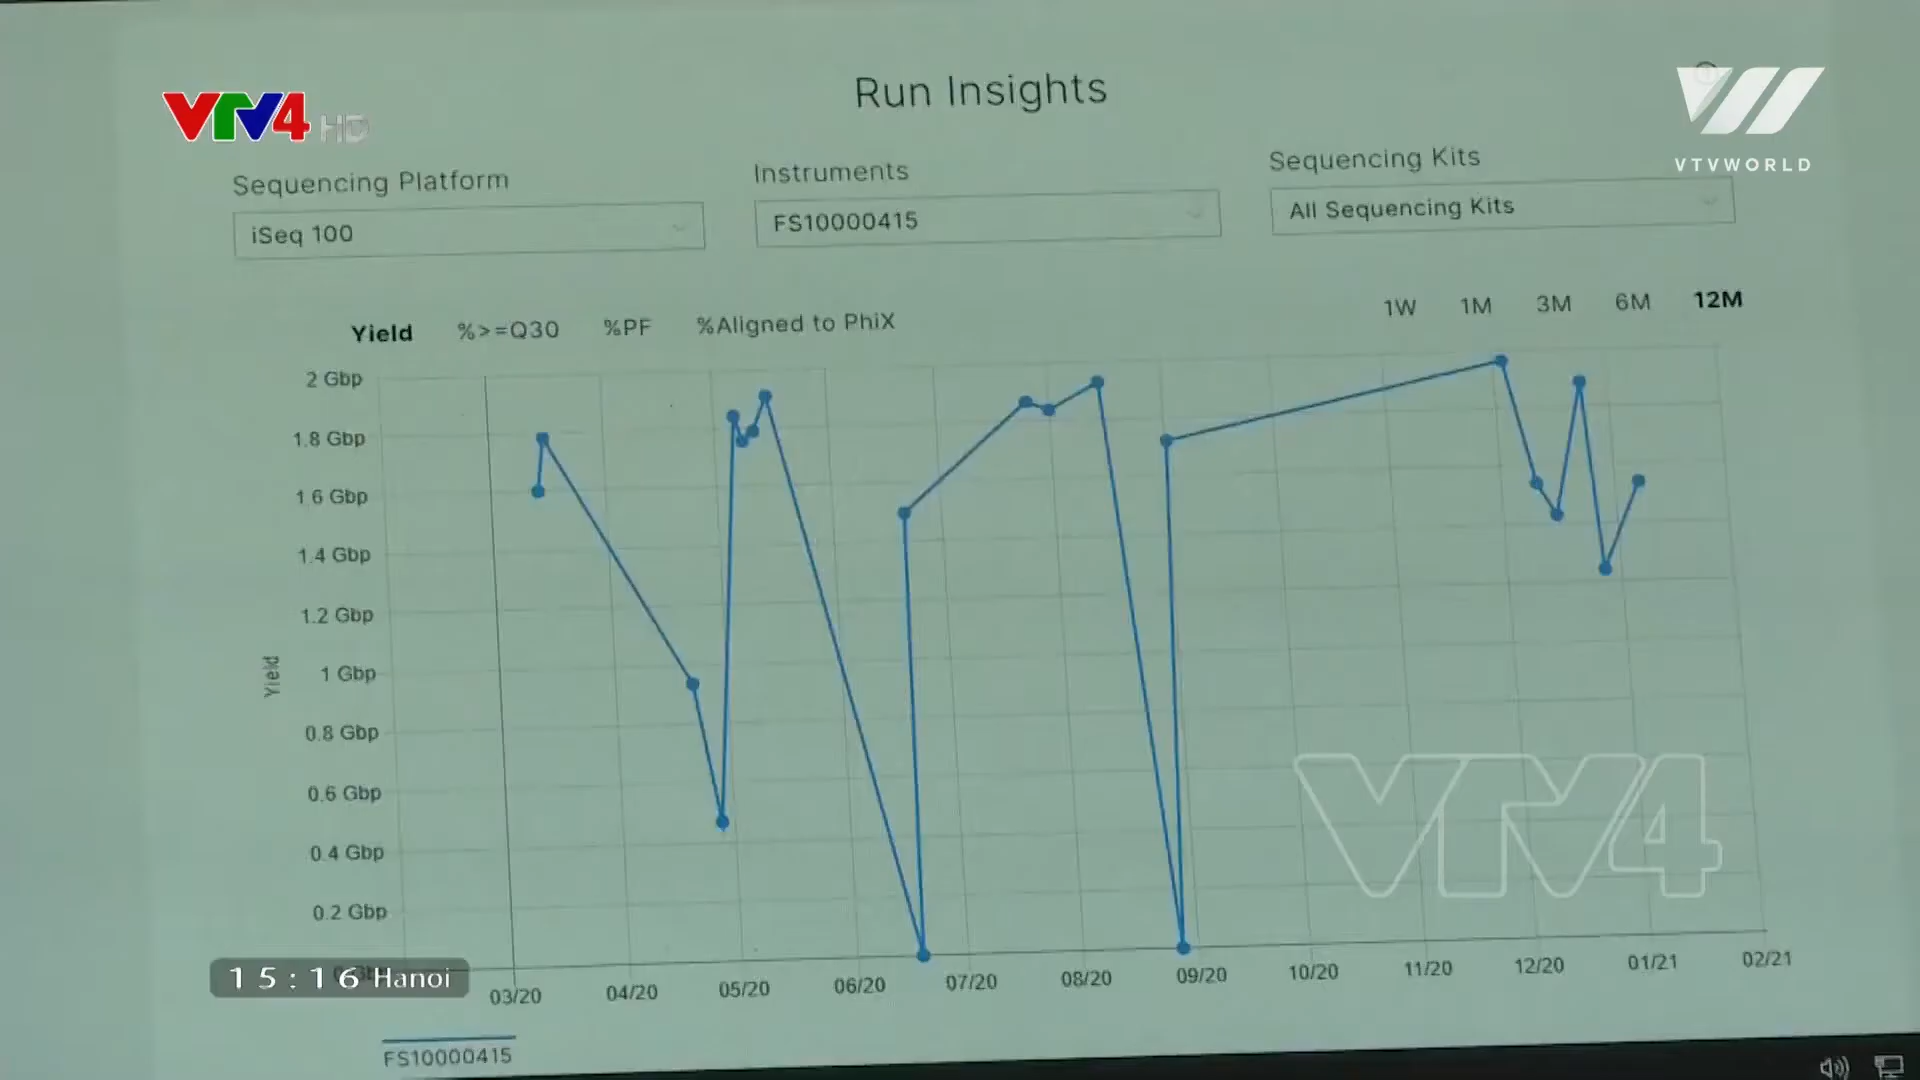 Run Insights
VTV4 HD
VTVWORLD
Sequencing Platform
Instruments
Sequencing Kits
iSeq 100
FS10000415
All Sequencing Kits
Yield %>=Q30 %PF %Aligned to PhiX
1W 1M 3M 6M 12M
2 Gbp
1.8 Gbp
1 6 Gbp
1.4 Gbp
1.2 Gbp
1 Gbp
0.8 Gbp
0.6 Gbp
0.4 Gbp
0.2 Gbp
Yield
VTV4
15:16 Hanoi
03/20 04/20 05/20 06/20 07/20 08/20 09/20 10/20 11/20 12/20 01/21 02/21
FS10000415